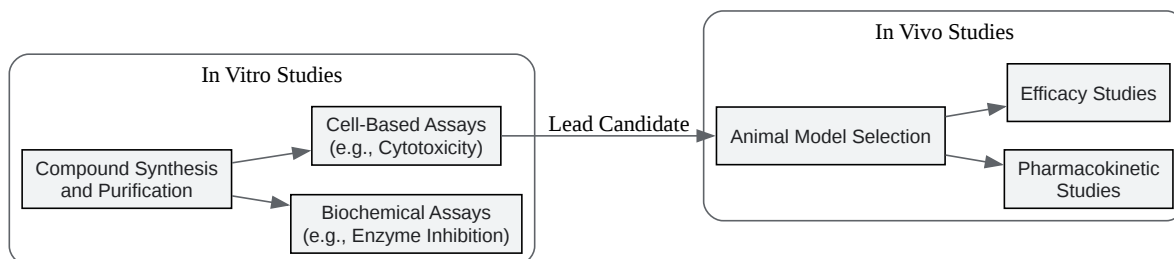 In Vitro Studies
Compound Synthesis
and Purification
Cell-Based Assays
(e.g., Cytotoxicity)
Biochemical Assays
(e.g., Enzyme Inhibition)
Lead Candidate
In Vivo Studies
Animal Model Selection
Efficacy Studies
Pharmacokinetic
Studies